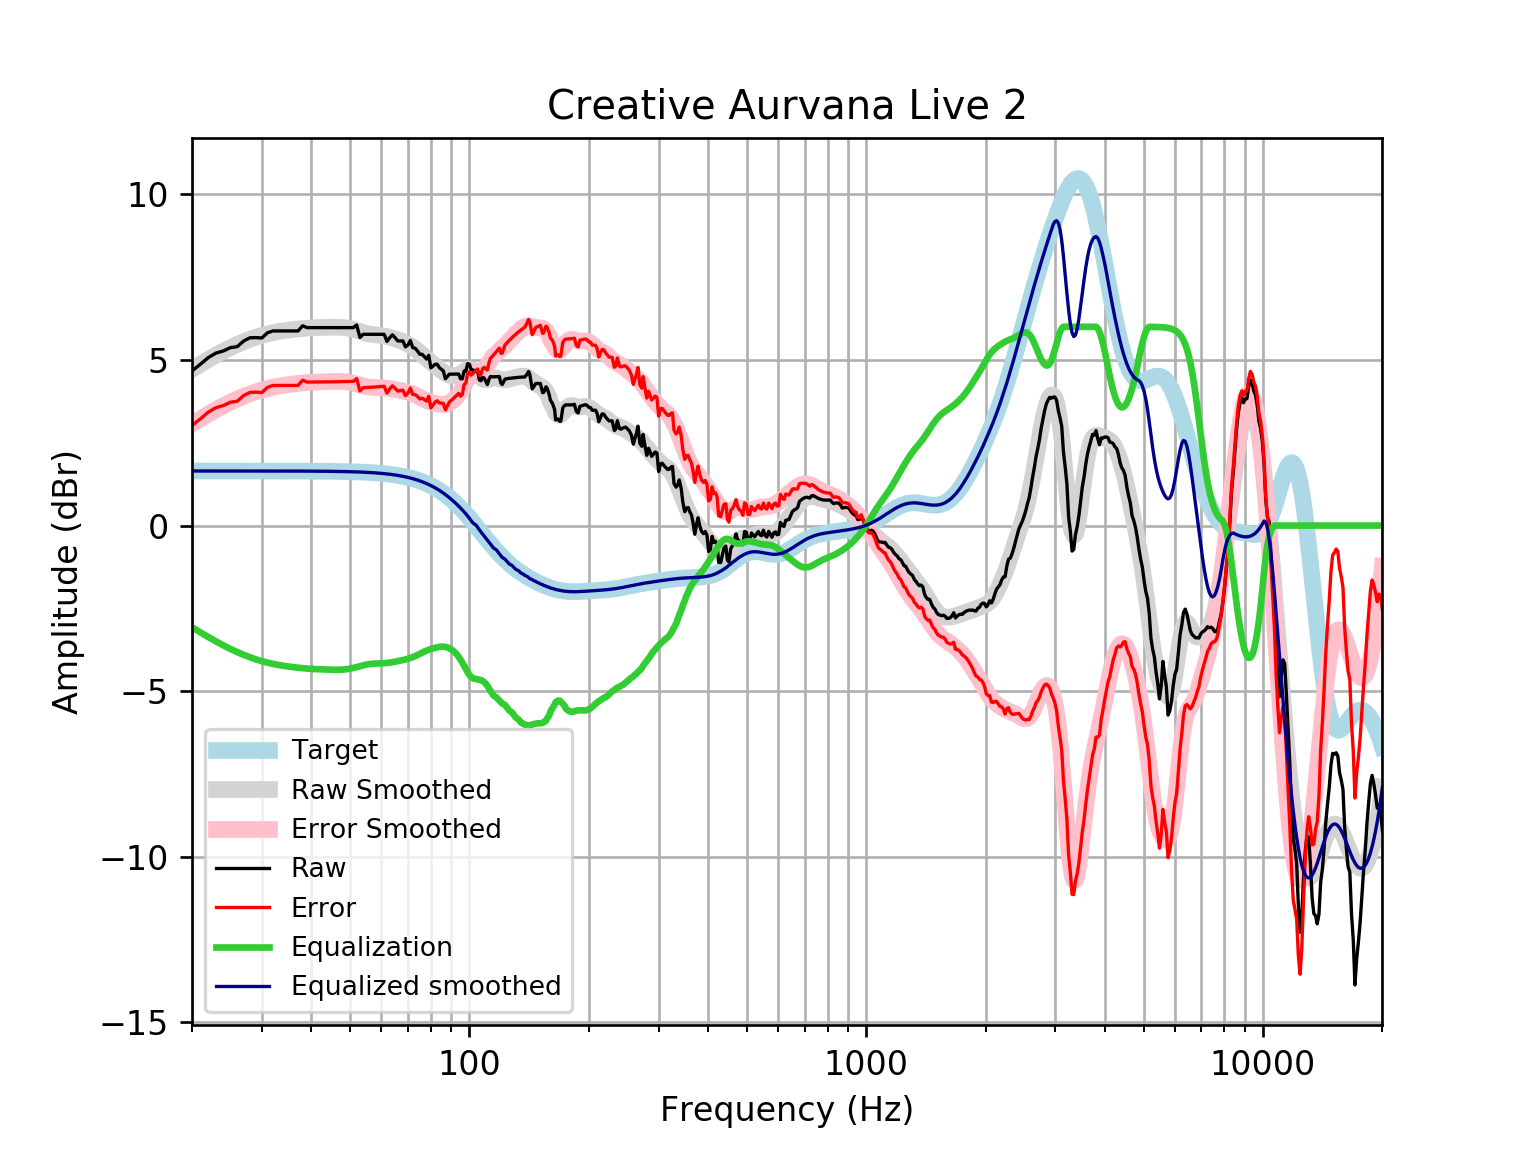 Creative Aurvana Live 2
Amplitude (dBr)
10
5
0
−5
−10
−15
Target
Raw Smoothed
Error Smoothed
Raw
Error
Equalization
Equalized smoothed
100
1000
10000
Frequency (Hz)